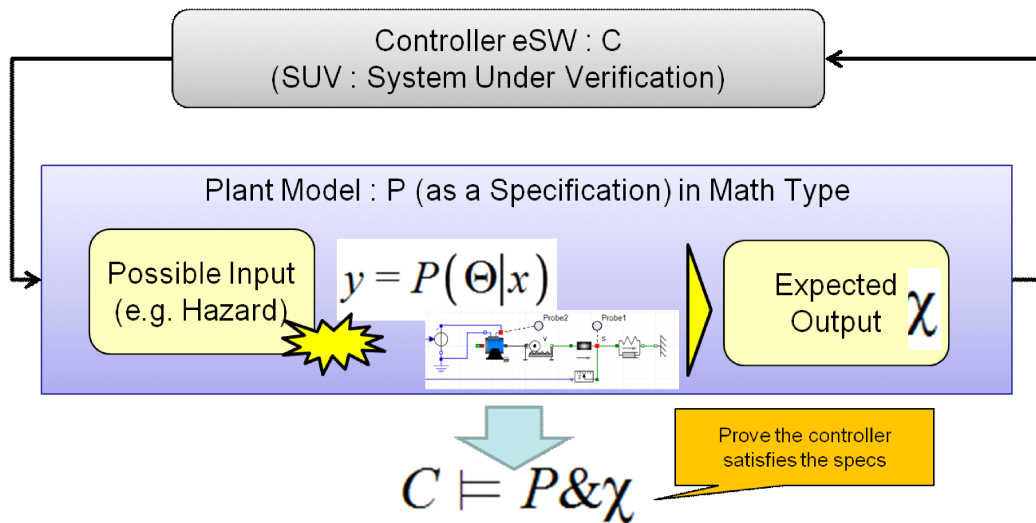 Controller eSW : C
(SUV : System Under Verification)
Plant Model : P (as a Specification) in Math Type
Possible Input
(e.g. Hazard)
y = P(Θ|x)
Probe2
Probe1
v
s
Expected
Output
χ
C ⊨ P&χ
Prove the controller
satisfies the specs